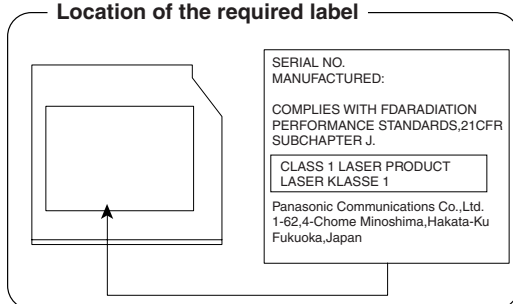 Location of the required label
SERIAL NO.
MANUFACTURED:
COMPLIES WITH FDARADIATION
PERFORMANCE STANDARDS,21CFR
SUBCHAPTER J.
CLASS 1 LASER PRODUCT
LASER KLASSE 1
Panasonic Communications Co.,Ltd.
1-62,4-Chome Minoshima,Hakata-Ku
Fukuoka,Japan